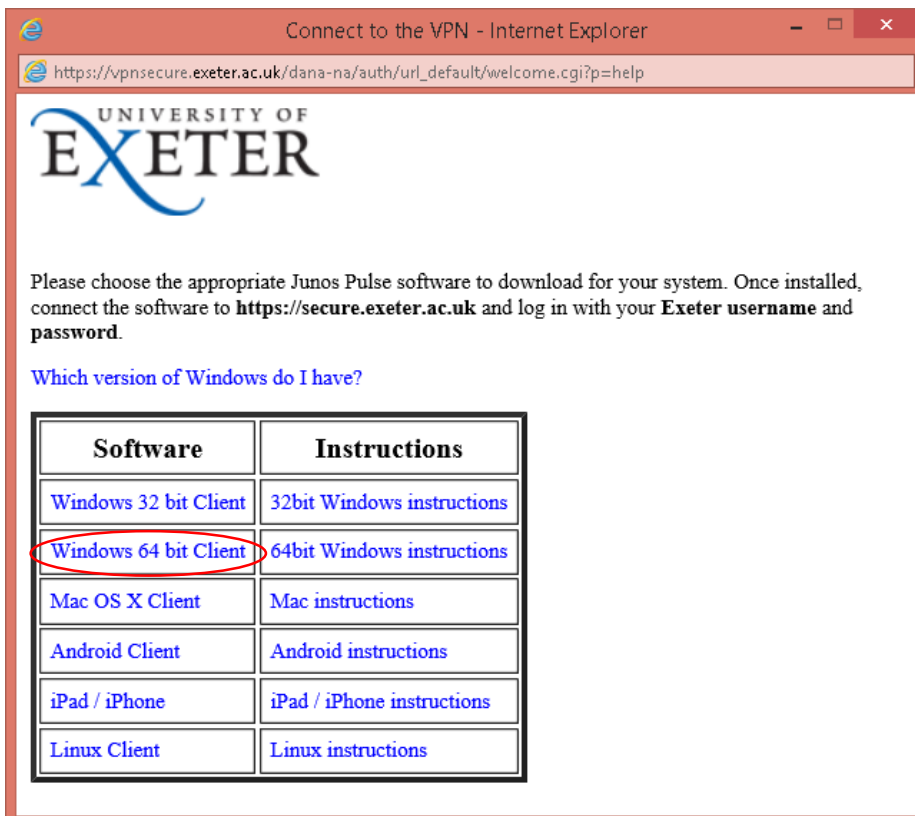 Connect to the VPN - Internet Explorer
https://vpnsecure.exeter.ac.uk/dana-na/auth/url_default/welcome.cgi?p=help
UNIVERSITY OF
EXETER
Please choose the appropriate Junos Pulse software to download for your system. Once installed,
connect the software to https://secure.exeter.ac.uk and log in with your Exeter username and
password.
Which version of Windows do I have?
Software Instructions
Windows 32 bit Client 32bit Windows instructions
Windows 64 bit Client 64bit Windows instructions
Mac OS X Client Mac instructions
Android Client Android instructions
iPad / iPhone iPad / iPhone instructions
Linux Client Linux instructions